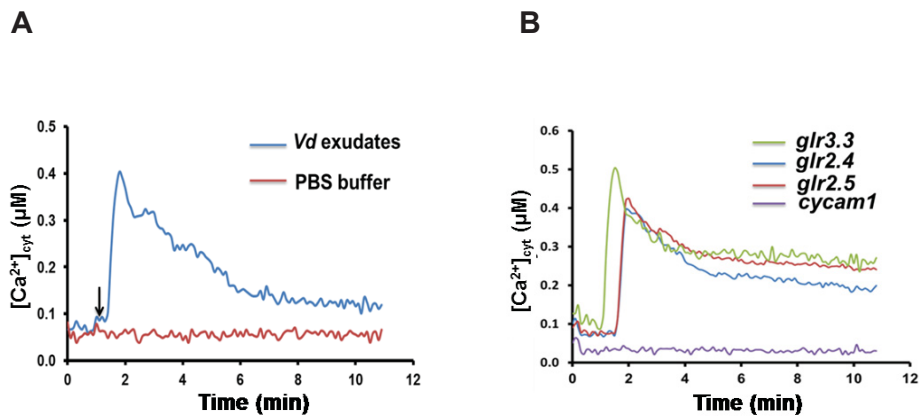 A
[Ca²⁺]cyt (µM)
0.5
0.4
0.3
0.2
0.1
0.0
Vd exudates
PBS buffer
0
2
4
6
8
10
12
Time (min)
B
[Ca²⁺]cyt (µM)
0.6
0.5
0.4
0.3
0.2
0.1
0.0
glr3.3
glr2.4
glr2.5
cycam1
0
2
4
6
8
10
12
Time (min)